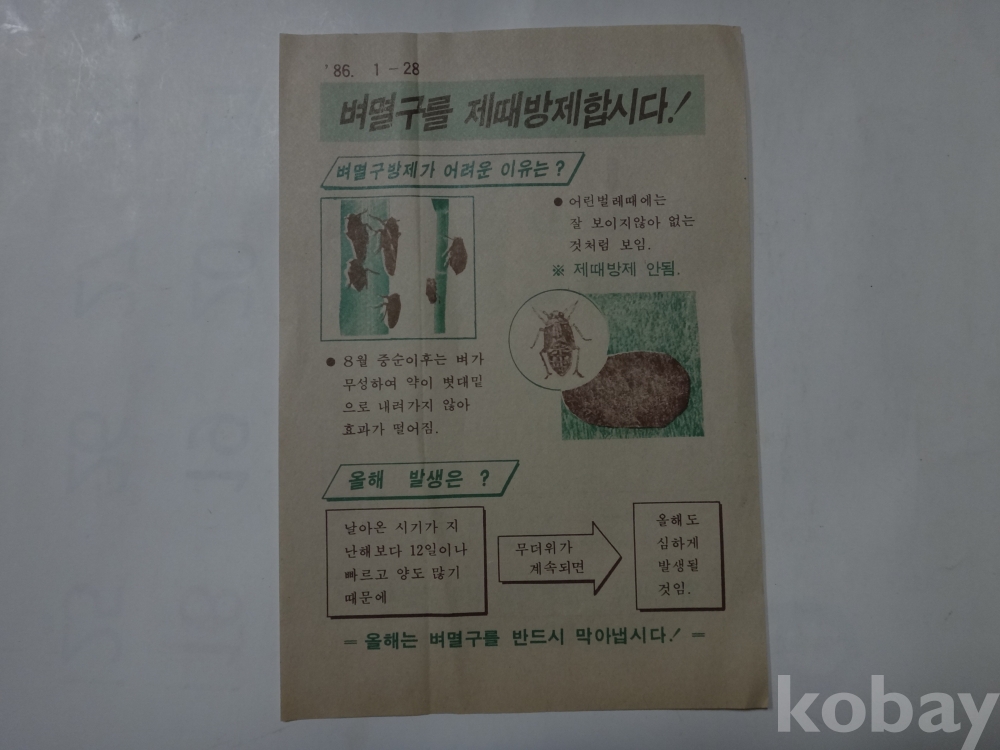 '86. 1-28
벼멸구를 제때방제합시다!
벼멸구방제가 어려운 이유는?
● 어린벌레때에는
잘 보이지않아 없는
것처럼 보임.
※ 제때방제 안됨.
● 8월 중순이후는 벼가
무성하여 약이 볏대밑
으로 내려가지 않아
효과가 떨어짐.
올해 발생은 ?
날아온 시기가 지
난해보다 12일이나
빠르고 양도 많기
때문에
무더위가
계속되면
올해도
심하게
발생될
것임.
= 올해는 벼멸구를 반드시 막아냅시다! =
kobay